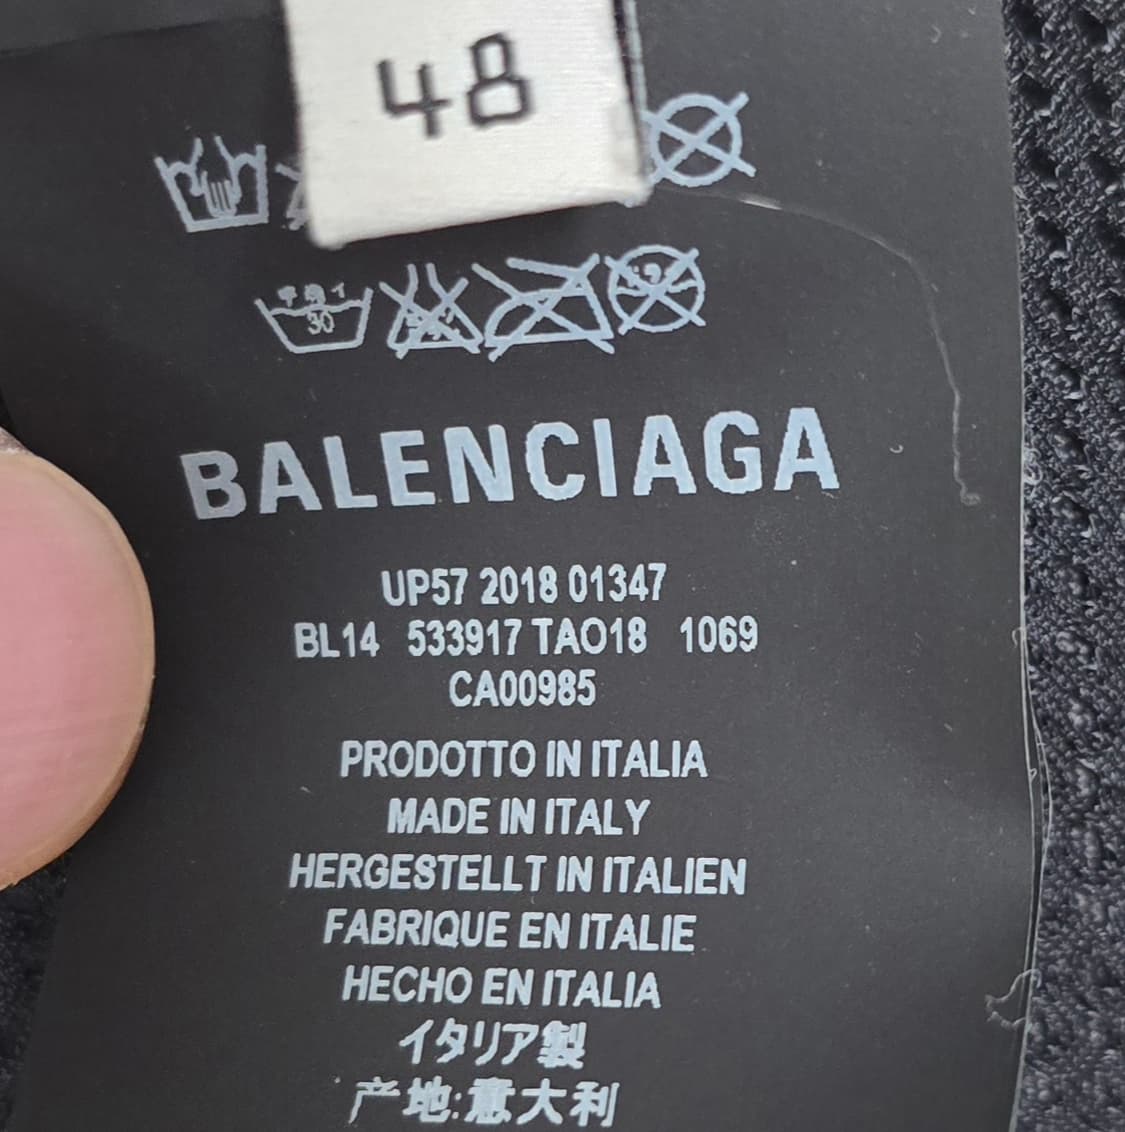 48
30
BALENCIAGA
UP57 2018 01347
BL14 533917 TAO18 1069
CA00985
PRODOTTO IN ITALIA
MADE IN ITALY
HERGESTELLT IN ITALIEN
FABRIQUE EN ITALIE
HECHO EN ITALIA
イタリア製
产地:意大利